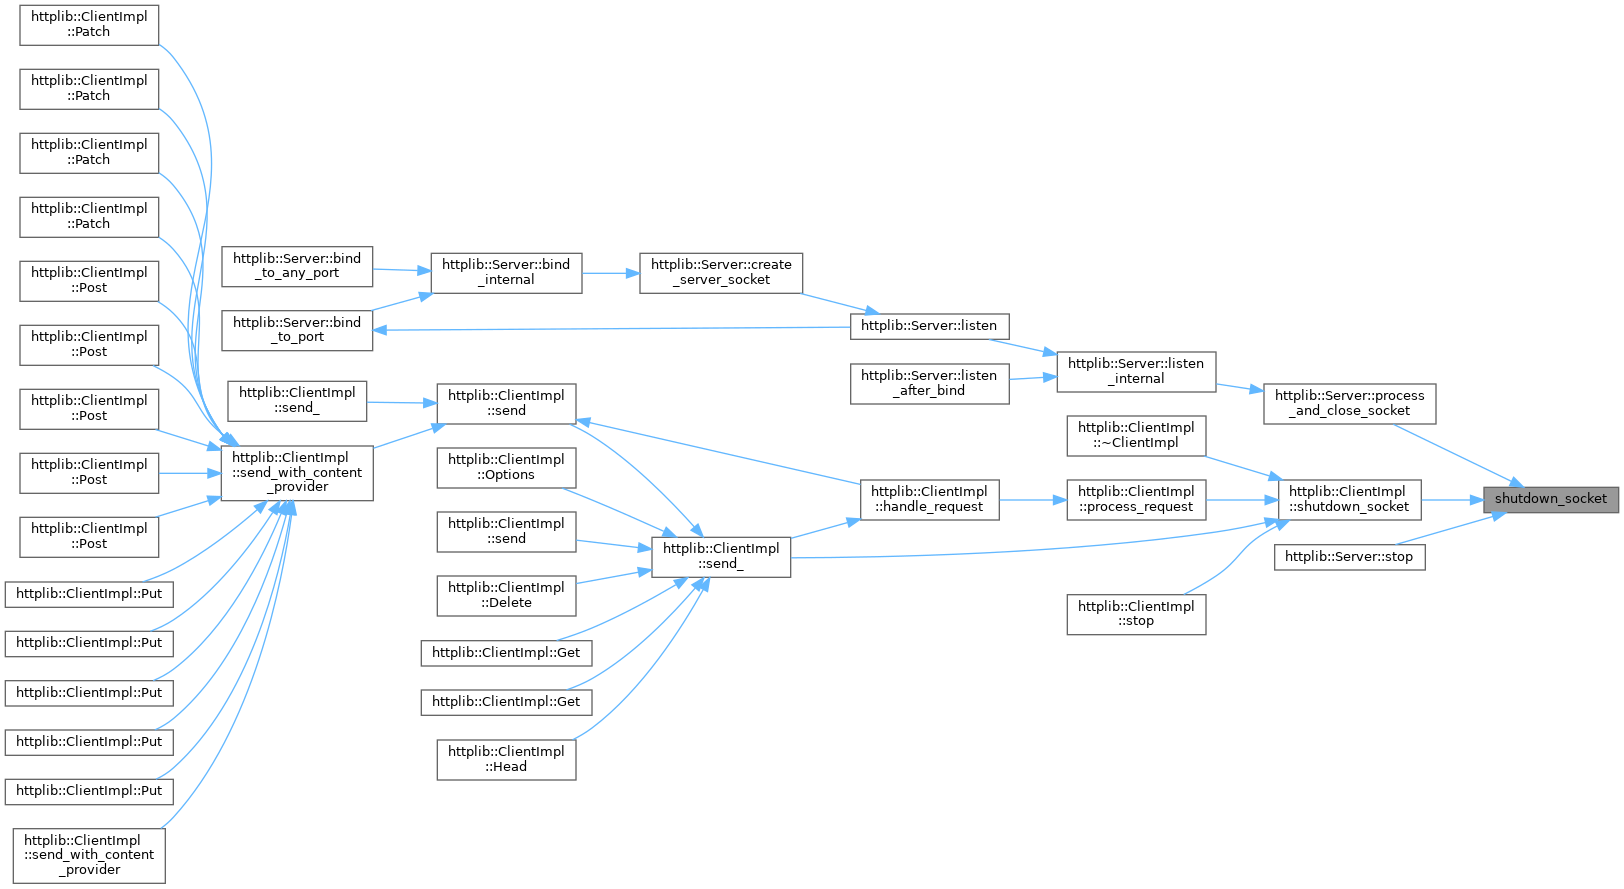 httplib::ClientImpl
::Patch
httplib::ClientImpl
::Patch
httplib::ClientImpl
::Patch
httplib::ClientImpl
::Patch
httplib::ClientImpl
::Post
httplib::ClientImpl
::Post
httplib::ClientImpl
::Post
httplib::ClientImpl
::Post
httplib::ClientImpl
::Post
httplib::ClientImpl::Put
httplib::ClientImpl::Put
httplib::ClientImpl::Put
httplib::ClientImpl::Put
httplib::ClientImpl::Put
httplib::ClientImpl
::send_with_content
_provider
httplib::Server::bind
_to_any_port
httplib::Server::bind
_to_port
httplib::ClientImpl
::send_
httplib::ClientImpl
::send_with_content
_provider
httplib::Server::bind
_internal
httplib::ClientImpl
::send
httplib::ClientImpl
::Options
httplib::ClientImpl
::send
httplib::ClientImpl
::Delete
httplib::ClientImpl::Get
httplib::ClientImpl::Get
httplib::ClientImpl
::Head
httplib::Server::create
_server_socket
httplib::ClientImpl
::send_
httplib::Server::listen
httplib::Server::listen
_after_bind
httplib::ClientImpl
::handle_request
httplib::Server::listen
_internal
httplib::ClientImpl
::~ClientImpl
httplib::ClientImpl
::process_request
httplib::ClientImpl
::stop
httplib::Server::process
_and_close_socket
httplib::ClientImpl
::shutdown_socket
httplib::Server::stop
shutdown_socket